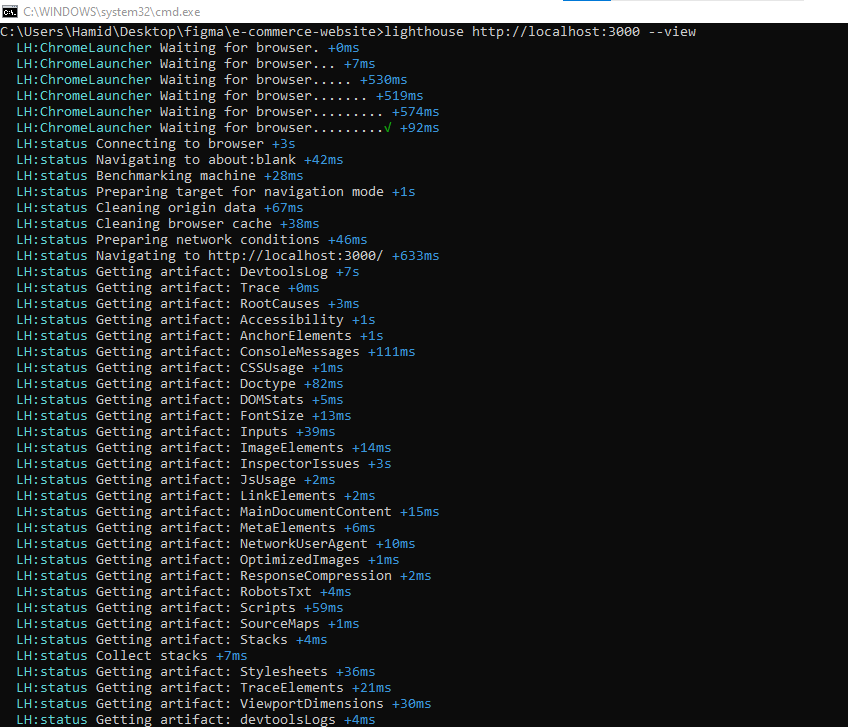 C:\WINDOWS\system32\cmd.exe
C:\Users\Hamid\Desktop\figma\e-commerce-website>lighthouse http://localhost:3000 --view
LH:ChromeLauncher Waiting for browser. +0ms
LH:ChromeLauncher Waiting for browser... +7ms
LH:ChromeLauncher Waiting for browser..... +530ms
LH:ChromeLauncher Waiting for browser....... +519ms
LH:ChromeLauncher Waiting for browser......... +574ms
LH:ChromeLauncher Waiting for browser.........√ +92ms
LH:status Connecting to browser +3s
LH:status Navigating to about:blank +42ms
LH:status Benchmarking machine +28ms
LH:status Preparing target for navigation mode +1s
LH:status Cleaning origin data +67ms
LH:status Cleaning browser cache +38ms
LH:status Preparing network conditions +46ms
LH:status Navigating to http://localhost:3000/ +633ms
LH:status Getting artifact: DevtoolsLog +7s
LH:status Getting artifact: Trace +0ms
LH:status Getting artifact: RootCauses +3ms
LH:status Getting artifact: Accessibility +1s
LH:status Getting artifact: AnchorElements +1s
LH:status Getting artifact: ConsoleMessages +111ms
LH:status Getting artifact: CSSUsage +1ms
LH:status Getting artifact: Doctype +82ms
LH:status Getting artifact: DOMStats +5ms
LH:status Getting artifact: FontSize +13ms
LH:status Getting artifact: Inputs +39ms
LH:status Getting artifact: ImageElements +14ms
LH:status Getting artifact: InspectorIssues +3s
LH:status Getting artifact: JsUsage +2ms
LH:status Getting artifact: LinkElements +2ms
LH:status Getting artifact: MainDocumentContent +15ms
LH:status Getting artifact: MetaElements +6ms
LH:status Getting artifact: NetworkUserAgent +10ms
LH:status Getting artifact: OptimizedImages +1ms
LH:status Getting artifact: ResponseCompression +2ms
LH:status Getting artifact: RobotsTxt +4ms
LH:status Getting artifact: Scripts +59ms
LH:status Getting artifact: SourceMaps +1ms
LH:status Getting artifact: Stacks +4ms
LH:status Collect stacks +7ms
LH:status Getting artifact: Stylesheets +36ms
LH:status Getting artifact: TraceElements +21ms
LH:status Getting artifact: ViewportDimensions +30ms
LH:status Getting artifact: devtoolsLogs +4ms